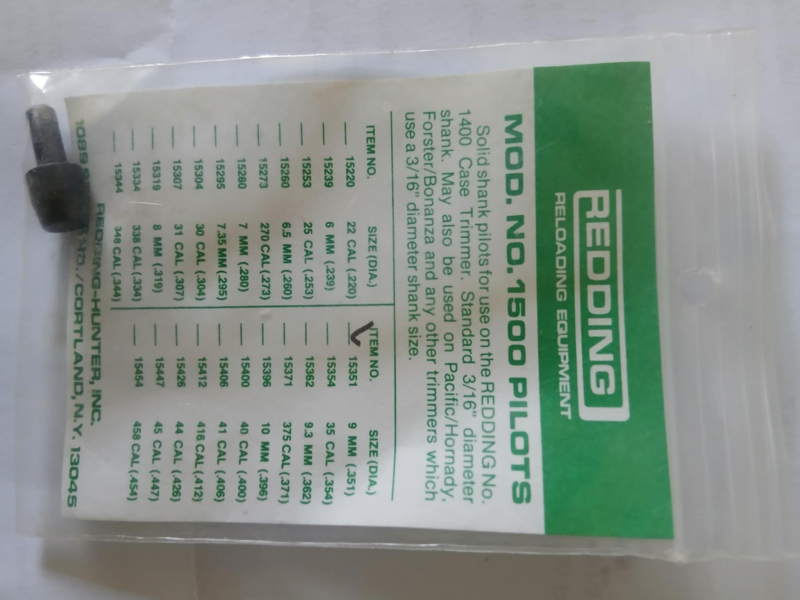 REDDING
RELOADING EQUIPMENT
MOD. NO. 1500 PILOTS
Solid shank pilots for use on the REDDING No.
1400 Case Trimmer. Standard 3/16" diameter
shank. May also be used on Pacific/Hornady,
Forster/Bonanza and any other trimmers which
use a 3/16" diameter shank size.
ITEM NO. SIZE (DIA.) ITEM NO. SIZE (DIA.)
15220 22 CAL (.220) 15351 9 MM (.351)
15239 6 MM (.239) 15354 35 CAL (.354)
15253 25 CAL (.253) 15362 9.3 MM (.362)
15260 6.5 MM (.260) 15371 375 CAL (.371)
15273 270 CAL (.273) 15396 10 MM (.396)
15280 7 MM (.280) 15400 40 CAL (.400)
15295 7.35 MM (.295) 15406 41 CAL (.406)
15304 30 CAL (.304) 15412 416 CAL (.412)
15307 31 CAL (.307) 15426 44 CAL (.426)
15319 8 MM (.319) 15447 45 CAL (.447)
15334 338 CAL (.334) 15454 458 CAL (.454)
15344 348 CAL (.344)
REDDING-HUNTER, INC.
1089 RD./CORTLAND, N.Y. 13045